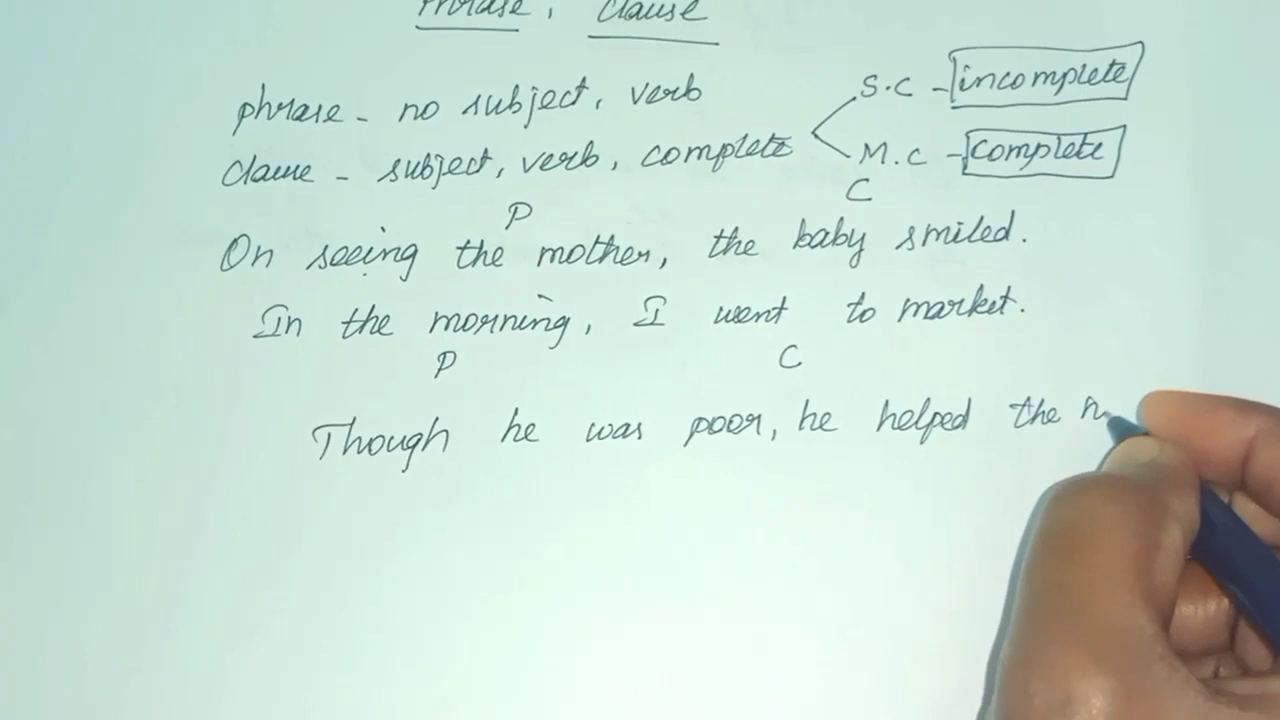 Phrase, Clause
phrase - no subject, verb
S.C - incomplete
clause - subject, verb, complete
M.C - complete
P
C
On seeing the mother, the baby smiled.
In the morning, I went to market.
P
C
Though he was poor, he helped the